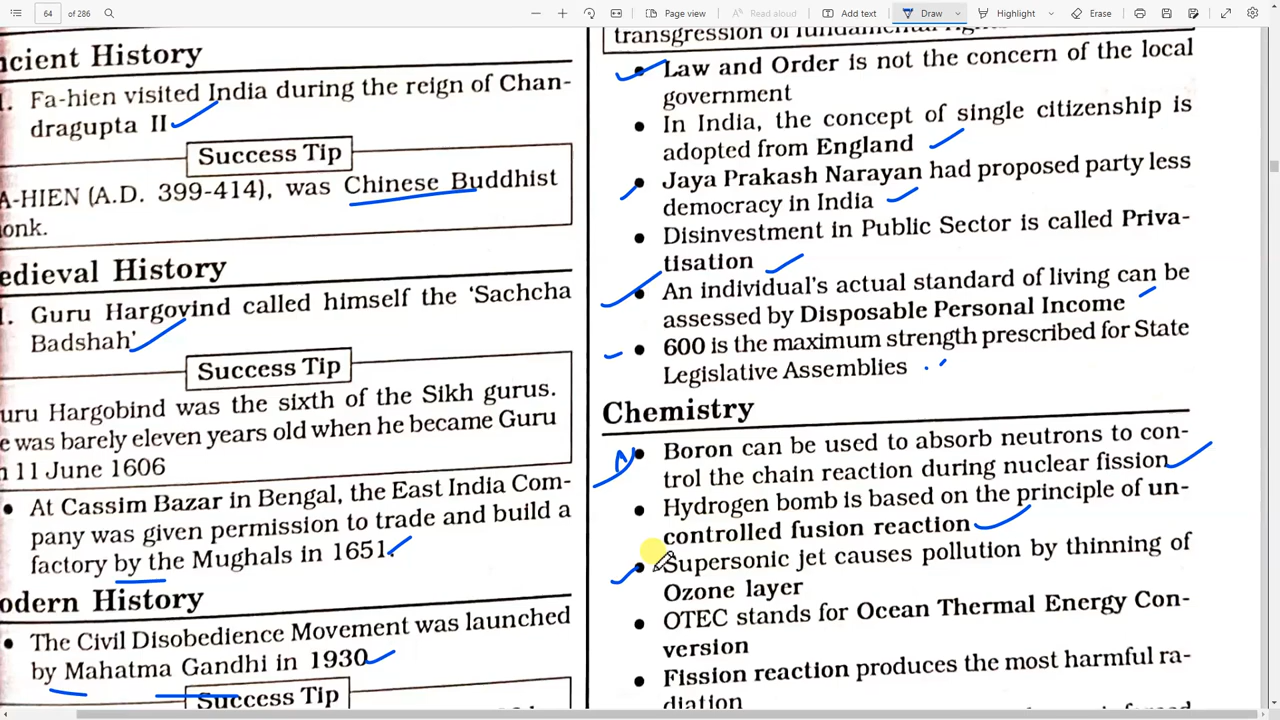 64 of 286
Page view
Read aloud
Add text
Draw
Highlight
Erase
ncient History
Fa-hien visited India during the reign of Chan-
dragupta II
Success Tip
A-HIEN (A.D. 399-414), was Chinese Buddhist
onk.
edieval History
Guru Hargovind called himself the ‘Sachcha
Badshah’
Success Tip
uru Hargobind was the sixth of the Sikh gurus.
e was barely eleven years old when he became Guru
n 11 June 1606
• At Cassim Bazar in Bengal, the East India Com-
pany was given permission to trade and build a
factory by the Mughals in 1651.
odern History
• The Civil Disobedience Movement was launched
by Mahatma Gandhi in 1930
Success Tip
transgression of fundamental
• Law and Order is not the concern of the local
government
• In India, the concept of single citizenship is
adopted from England
• Jaya Prakash Narayan had proposed party less
democracy in India
• Disinvestment in Public Sector is called Priva-
tisation
• An individual's actual standard of living can be
assessed by Disposable Personal Income
• 600 is the maximum strength prescribed for State
Legislative Assemblies
Chemistry
• Boron can be used to absorb neutrons to con-
trol the chain reaction during nuclear fission
• Hydrogen bomb is based on the principle of un-
controlled fusion reaction
• Supersonic jet causes pollution by thinning of
Ozone layer
• OTEC stands for Ocean Thermal Energy Con-
version
• Fission reaction produces the most harmful ra-
diation